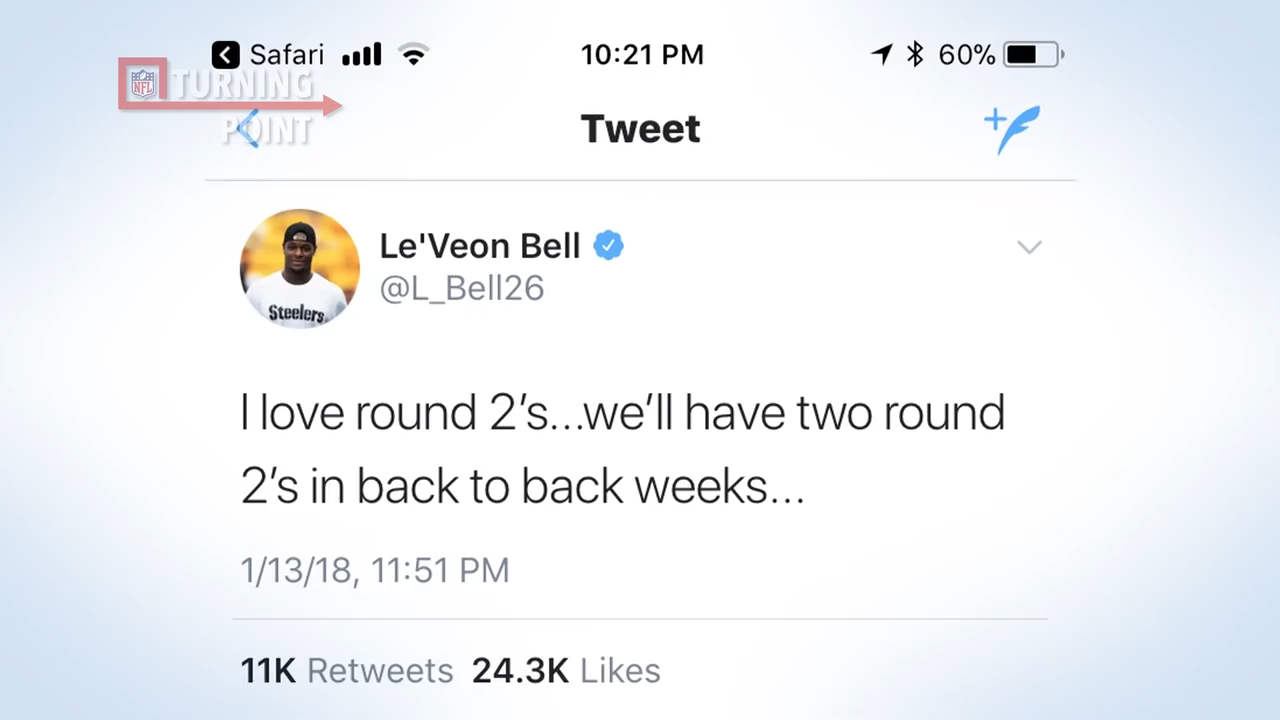 Safari
10:21 PM
60%
NFL
TURNING
POINT
Tweet
Le'Veon Bell
@L_Bell26
Steelers
I love round 2’s...we’ll have two round
2’s in back to back weeks...
1/13/18, 11:51 PM
11K Retweets 24.3K Likes